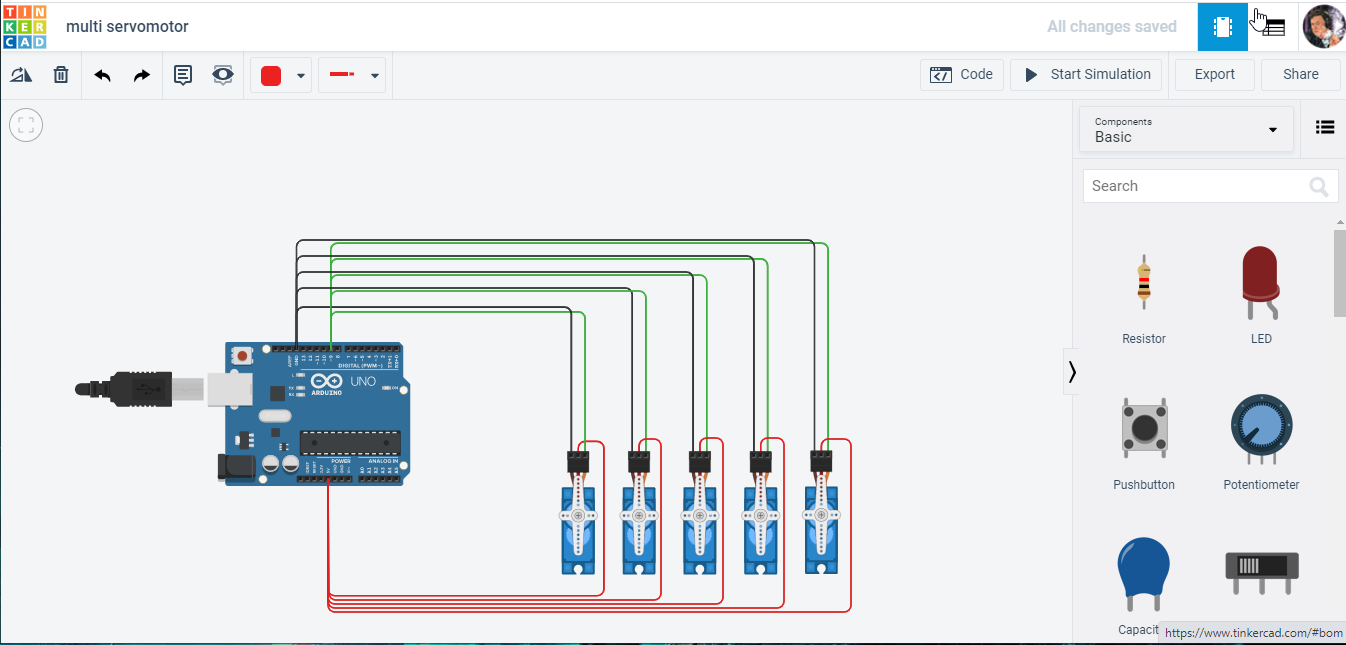 TIN
KER
CAD
multi servomotor
All changes saved
Code
Start Simulation
Export
Share
Components
Basic
Search
Resistor
LED
Pushbutton
Potentiometer
Capacit
https://www.tinkercad.com/#bom
DIGITAL (PWM~)
UNO
ARDUINO
POWER
ANALOG IN